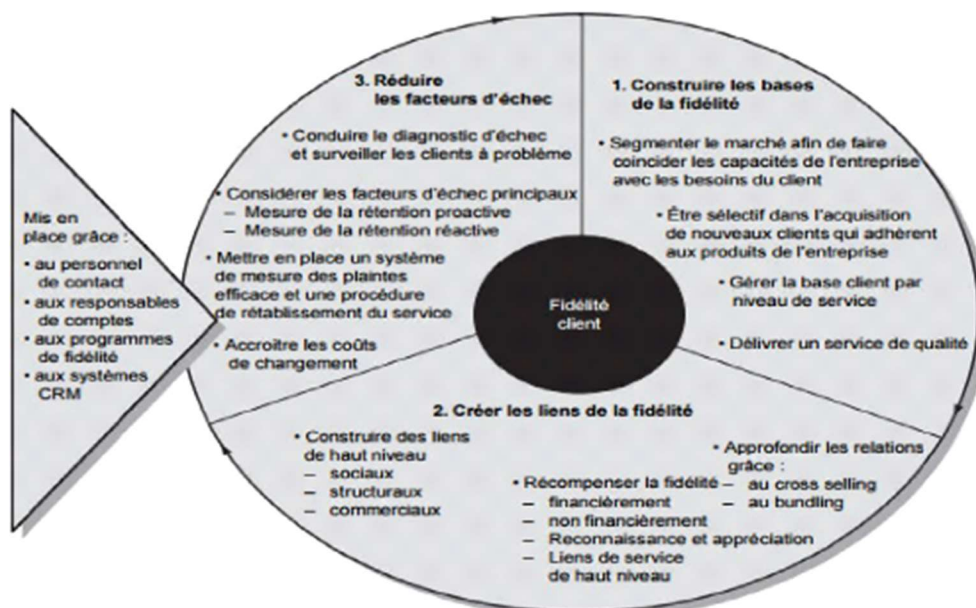 Mis en
place grâce :
• au personnel
de contact
• aux responsables
de comptes
• aux programmes
de fidélité
• aux systèmes
CRM
3. Réduire
les facteurs d'échec
• Conduire le diagnostic d'échec
et surveiller les clients à problème
• Considérer les facteurs d'échec principaux
– Mesure de la rétention proactive
– Mesure de la rétention réactive
• Mettre en place un système
de mesure des plaintes
efficace et une procédure
de rétablissement du service
• Accroître les coûts
de changement
1. Construire les bases
de la fidélité
• Segmenter le marché afin de faire
coincider les capacités de l'entreprise
avec les besoins du client
• Être sélectif dans l'acquisition
de nouveaux clients qui adhèrent
aux produits de l'entreprise
• Gérer la base client par
niveau de service
• Délivrer un service de qualité
Fidélité
client
2. Créer les liens de la fidélité
• Construire des liens
de haut niveau
– sociaux
– structuraux
– commerciaux
• Récompenser la fidélité
– financièrement
– non financièrement
– Reconnaissance et appréciation
– Liens de service
de haut niveau
• Approfondir les relations
grâce :
– au cross selling
– au bundling